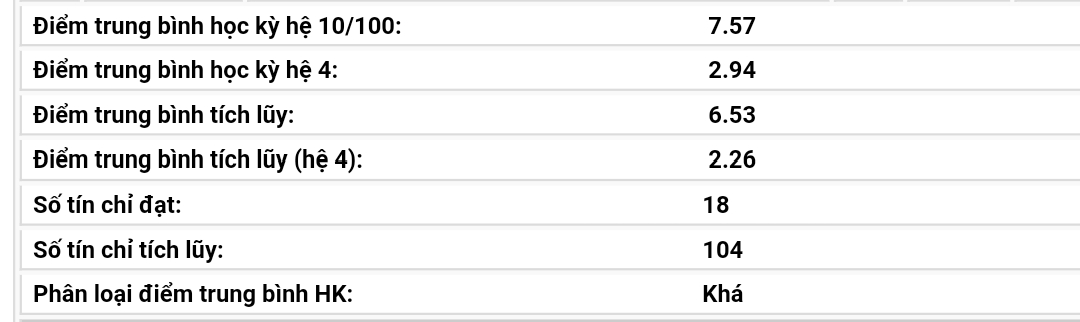 Điểm trung bình học kỳ hệ 10/100: 7.57
Điểm trung bình học kỳ hệ 4: 2.94
Điểm trung bình tích lũy: 6.53
Điểm trung bình tích lũy (hệ 4): 2.26
Số tín chỉ đạt: 18
Số tín chỉ tích lũy: 104
Phân loại điểm trung bình HK: Khá